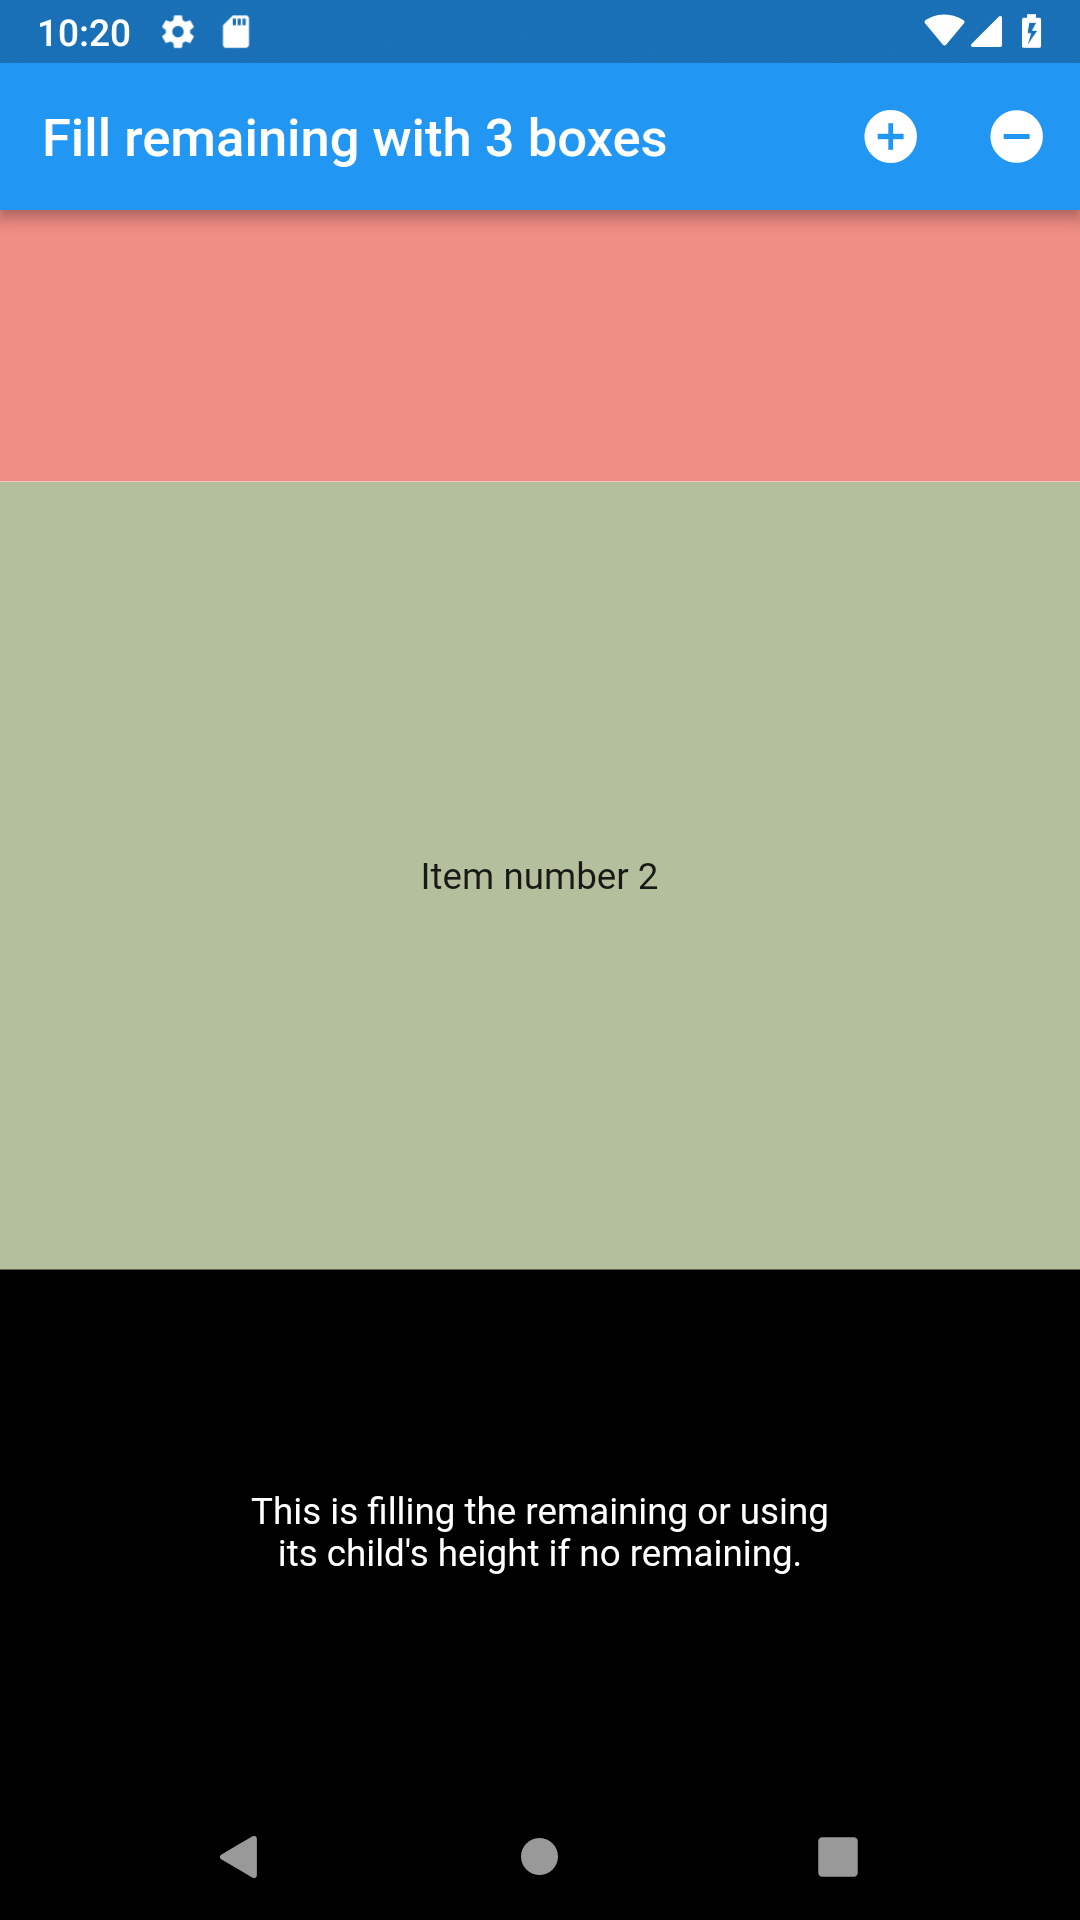 10:20
Fill remaining with 3 boxes
Item number 2
This is filling the remaining or using
its child's height if no remaining.